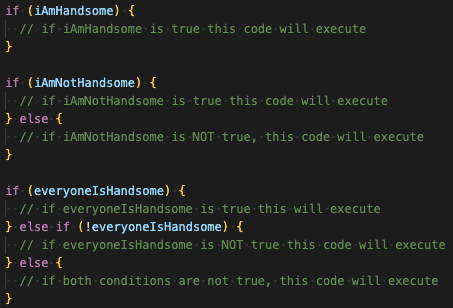 if (iAmHandsome) {
  // if iAmHandsome is true this code will execute
}

if (iAmNotHandsome) {
  // if iAmNotHandsome is true this code will execute
} else {
  // if iAmNotHandsome is NOT true, this code will execute
}

if (everyoneIsHandsome) {
  // if everyoneIsHandsome is true this will execute
} else if (!everyoneIsHandsome) {
  // if everyoneIsHandsome is NOT true this code will execute
} else {
  // if both conditions are not true, this code will execute
}